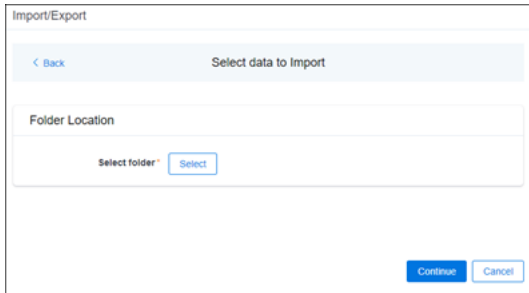 Import/Export
< Back
Select data to Import
Folder Location
Select folder*
Select
Continue
Cancel